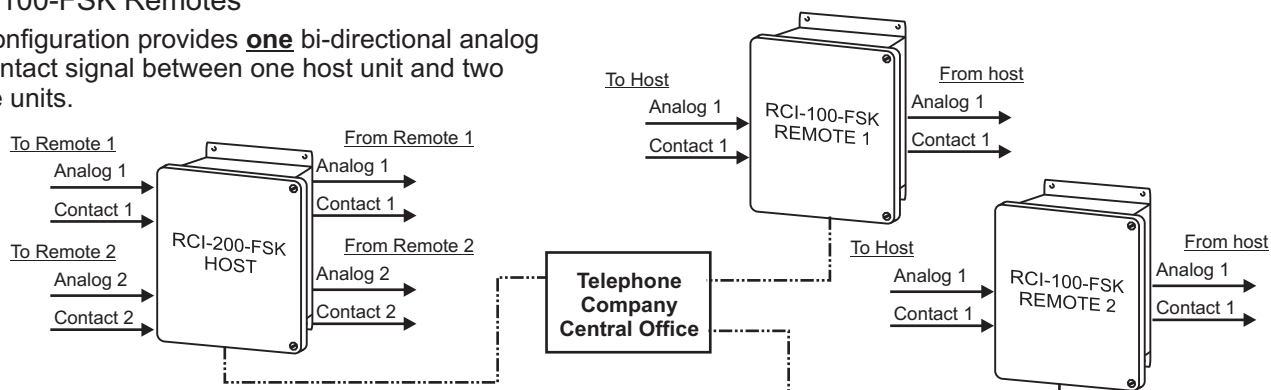 100-FSK Remotes
onfiguration provides one bi-directional analog
ntact signal between one host unit and two
e units.
To Remote 1
Analog 1
Contact 1
To Remote 2
Analog 2
Contact 2
RCI-200-FSK
HOST
From Remote 1
Analog 1
Contact 1
From Remote 2
Analog 2
Contact 2
Telephone
Company
Central Office
To Host
Analog 1
Contact 1
RCI-100-FSK
REMOTE 1
From host
Analog 1
Contact 1
To Host
Analog 1
Contact 1
RCI-100-FSK
REMOTE 2
From host
Analog 1
Contact 1